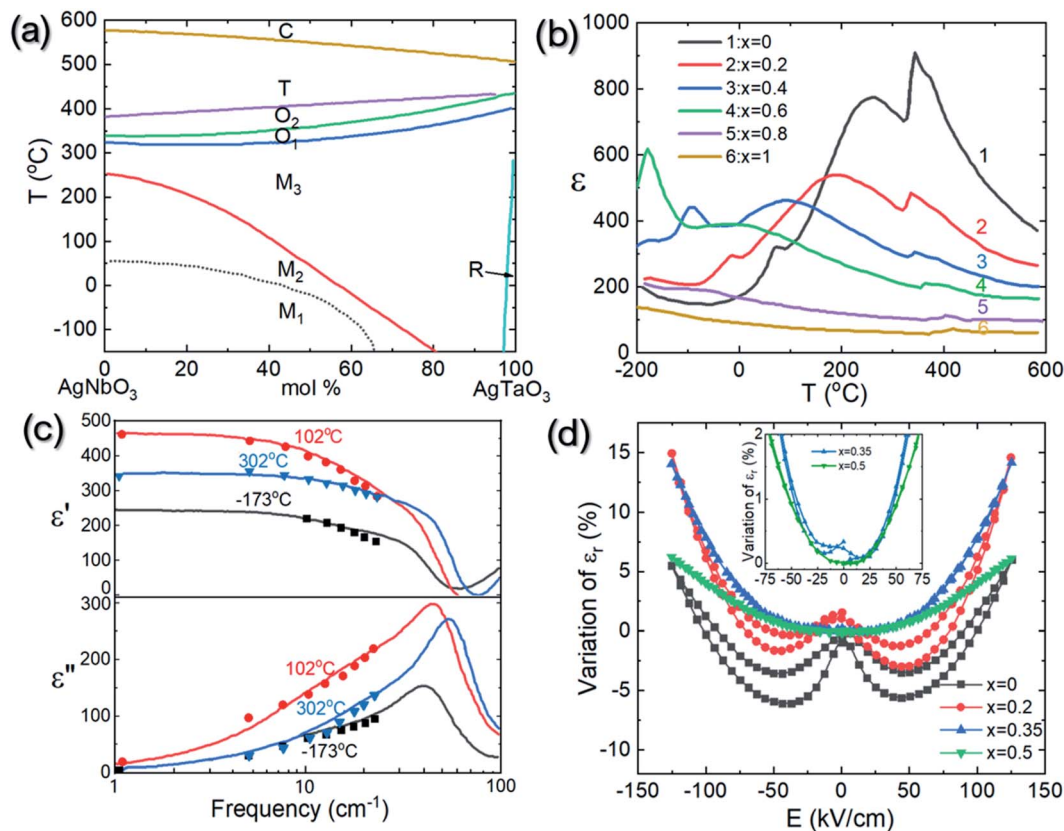 (a)
600
500
400
300
200
100
0
-100
T (°C)
C
T
O2
O1
M3
M2
M1
R
0
20
40
60
80
100
AgNbO3
mol %
AgTaO3
(b)
1000
800
600
400
200
0
ε
1:x=0
2:x=0.2
3:x=0.4
4:x=0.6
5:x=0.8
6:x=1
1
2
3
4
5
6
-200
0
200
400
600
T (°C)
(c)
500
400
300
200
100
0
ε'
102°C
302°C
-173°C
300
200
100
0
ε''
102°C
302°C
-173°C
1
10
100
Frequency (cm-1)
(d)
15
10
5
0
-5
-10
Variation of εr (%)
2
1
0
Variation of εr (%)
x=0.35
x=0.5
-75
-50
-25
0
25
50
75
x=0
x=0.2
x=0.35
x=0.5
-150
-100
-50
0
50
100
150
E (kV/cm)